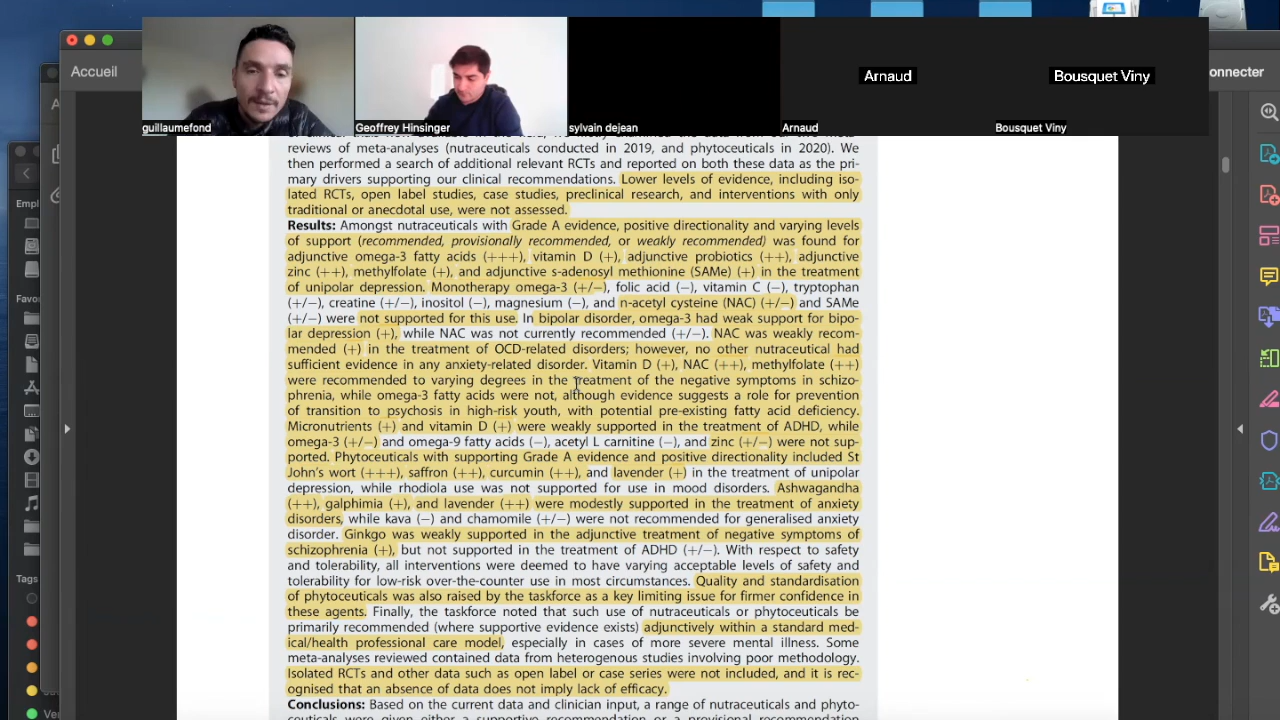 Accueil
onnecter
guillaumefond
Geoffrey Hinsinger
sylvain dejean
Arnaud
Arnaud
Bousquet Viny
Bousquet Viny
Empl
Favor
Tags
Ver
reviews of meta-analyses (nutraceuticals conducted in 2019, and phytoceuticals in 2020). We
then performed a search of additional relevant RCTs and reported on both these data as the pri-
mary drivers supporting our clinical recommendations. Lower levels of evidence, including iso-
lated RCTs, open label studies, case studies, preclinical research, and interventions with only
traditional or anecdotal use, were not assessed.
Results: Amongst nutraceuticals with Grade A evidence, positive directionality and varying levels
of support (recommended, provisionally recommended, or weakly recommended) was found for
adjunctive omega-3 fatty acids (+++), vitamin D (+), adjunctive probiotics (++), adjunctive
zinc (++), methylfolate (+), and adjunctive s-adenosyl methionine (SAMe) (+) in the treatment
of unipolar depression. Monotherapy omega-3 (+/−), folic acid (−), vitamin C (−), tryptophan
(+/−), creatine (+/−), inositol (−), magnesium (−), and n-acetyl cysteine (NAC) (+/−) and SAMe
(+/−) were not supported for this use. In bipolar disorder, omega-3 had weak support for bipo-
lar depression (+), while NAC was not currently recommended (+/−). NAC was weakly recom-
mended (+) in the treatment of OCD-related disorders; however, no other nutraceutical had
sufficient evidence in any anxiety-related disorder. Vitamin D (+), NAC (++), methylfolate (++)
were recommended to varying degrees in the treatment of the negative symptoms in schizo-
phrenia, while omega-3 fatty acids were not, although evidence suggests a role for prevention
of transition to psychosis in high-risk youth, with potential pre-existing fatty acid deficiency.
Micronutrients (+) and vitamin D (+) were weakly supported in the treatment of ADHD, while
omega-3 (+/−) and omega-9 fatty acids (−), acetyl L carnitine (−), and zinc (+/−) were not sup-
ported. Phytoceuticals with supporting Grade A evidence and positive directionality included St
John's wort (+++), saffron (++), curcumin (++), and lavender (+) in the treatment of unipolar
depression, while rhodiola use was not supported for use in mood disorders. Ashwagandha
(++), galphimia (+), and lavender (++) were modestly supported in the treatment of anxiety
disorders, while kava (−) and chamomile (+/−) were not recommended for generalised anxiety
disorder. Ginkgo was weakly supported in the adjunctive treatment of negative symptoms of
schizophrenia (+), but not supported in the treatment of ADHD (+/−). With respect to safety
and tolerability, all interventions were deemed to have varying acceptable levels of safety and
tolerability for low-risk over-the-counter use in most circumstances. Quality and standardisation
of phytoceuticals was also raised by the taskforce as a key limiting issue for firmer confidence in
these agents. Finally, the taskforce noted that such use of nutraceuticals or phytoceuticals be
primarily recommended (where supportive evidence exists) adjunctively within a standard med-
ical/health professional care model, especially in cases of more severe mental illness. Some
meta-analyses reviewed contained data from heterogenous studies involving poor methodology.
Isolated RCTs and other data such as open label or case series were not included, and it is rec-
ognised that an absence of data does not imply lack of efficacy.
Conclusions: Based on the current data and clinician input, a range of nutraceuticals and phyto-
ceuticals were given either a supportive recommendation or a provisional recommendation